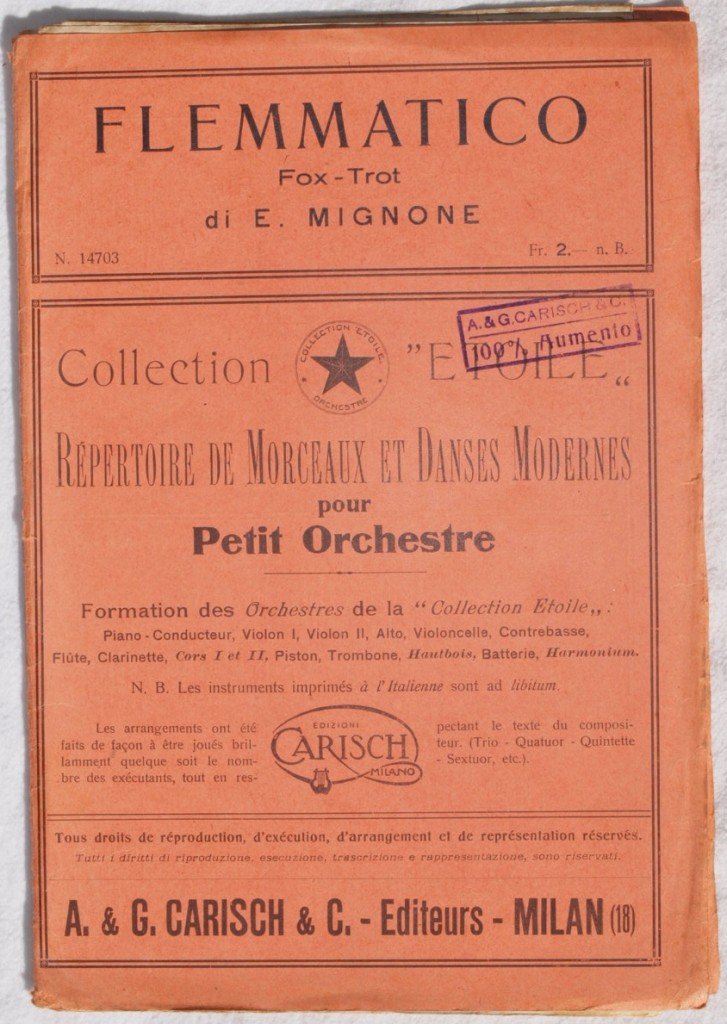 FLEMMATICO
Fox-Trot
di E. MIGNONE
N. 14703
Fr. 2.— n. B.
A. & G. CARISCH & C.
100% Aumento
Collection
COLLECTION ETOILE
ORCHESTRE
"ETOILE„
RÉPERTOIRE DE MORCEAUX ET DANSES MODERNES
pour
Petit Orchestre
Formation des Orchestres de la "Collection Etoile„:
Piano-Conducteur, Violon I, Violon II, Alto, Violoncelle, Contrebasse,
Flûte, Clarinette, Cors I et II, Piston, Trombone, Hautbois, Batterie, Harmonium.
N. B. Les instruments imprimés à l'Italienne sont ad libitum.
Les arrangements ont été
faits de façon à être joués bril-
lamment quelque soit le nom-
bre des exécutants, tout en res-
EDIZIONI
CARISCH
MILANO
pectant le texte du composi-
teur. (Trio - Quatuor - Quintette
- Sextuor, etc.).
Tous droits de réproduction, d'exécution, d'arrangement et de représentation réservés.
Tutti i diritti di riproduzione, esecuzione, trascrizione e rappresentazione, sono riservati.
A. & G. CARISCH & C. - Editeurs - MILAN (18)